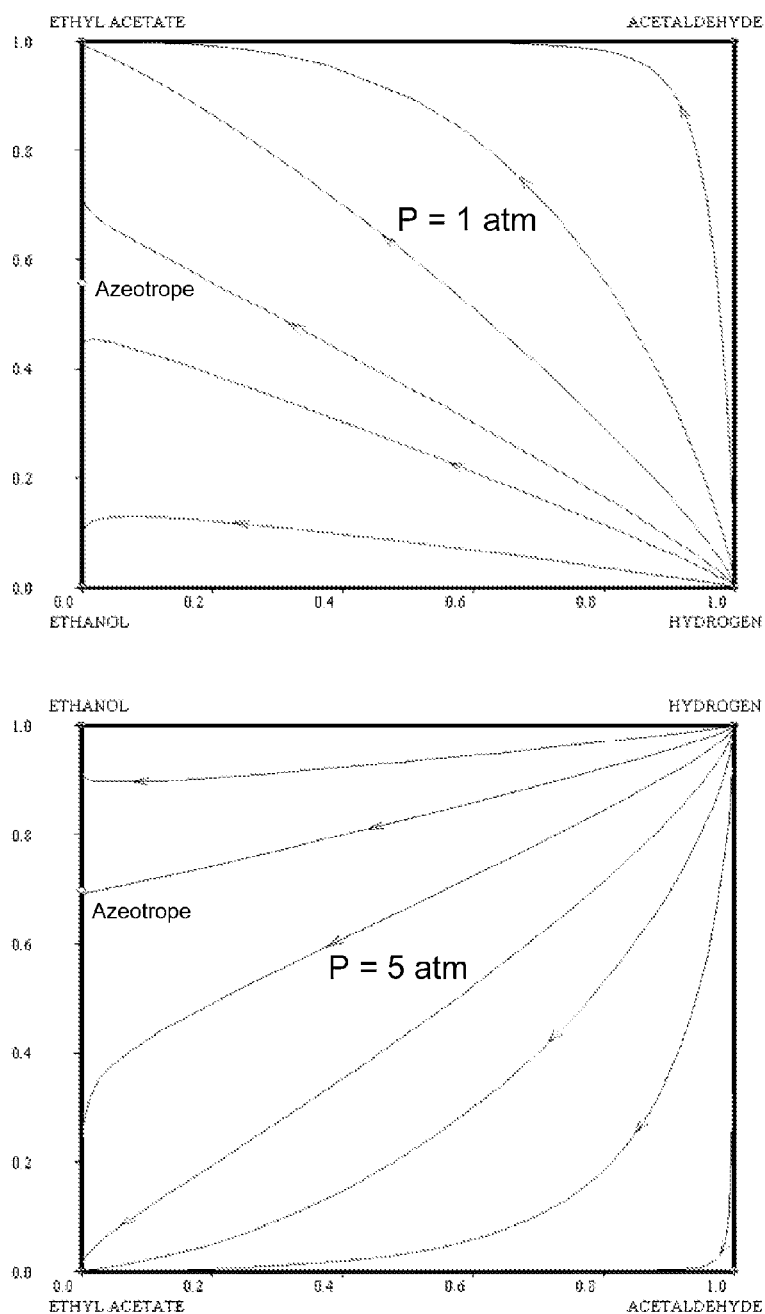 ETHYL ACETATE ACETALDEHYDE
1.0
0.8
P = 1 atm
0.6
Azeotrope
0.4
0.2
0.0
0.0 0.2 0.4 0.6 0.8 1.0
ETHANOL HYDROGEN
ETHANOL HYDROGEN
1.0
0.8
Azeotrope
0.6
P = 5 atm
0.4
0.2
0.0
0.0 0.2 0.4 0.6 0.8 1.0
ETHYL ACETATE ACETALDEHYDE